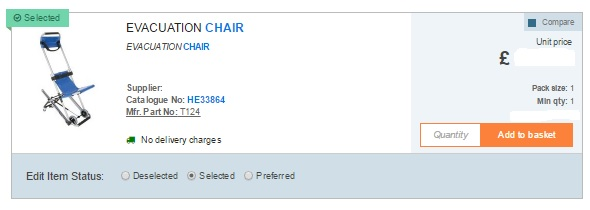 Selected
EVACUATION CHAIR
EVACUATION CHAIR
Supplier:
Catalogue No: HE33864
Mfr. Part No: T124
No delivery charges
Compare
Unit price
£
Pack size: 1
Min qty: 1
Quantity
Add to basket
Edit Item Status: Deselected Selected Preferred